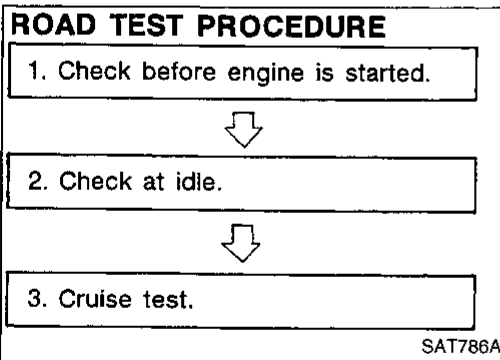 ROAD TEST PROCEDURE
1. Check before engine is started.
2. Check at idle.
3. Cruise test.
SAT786A